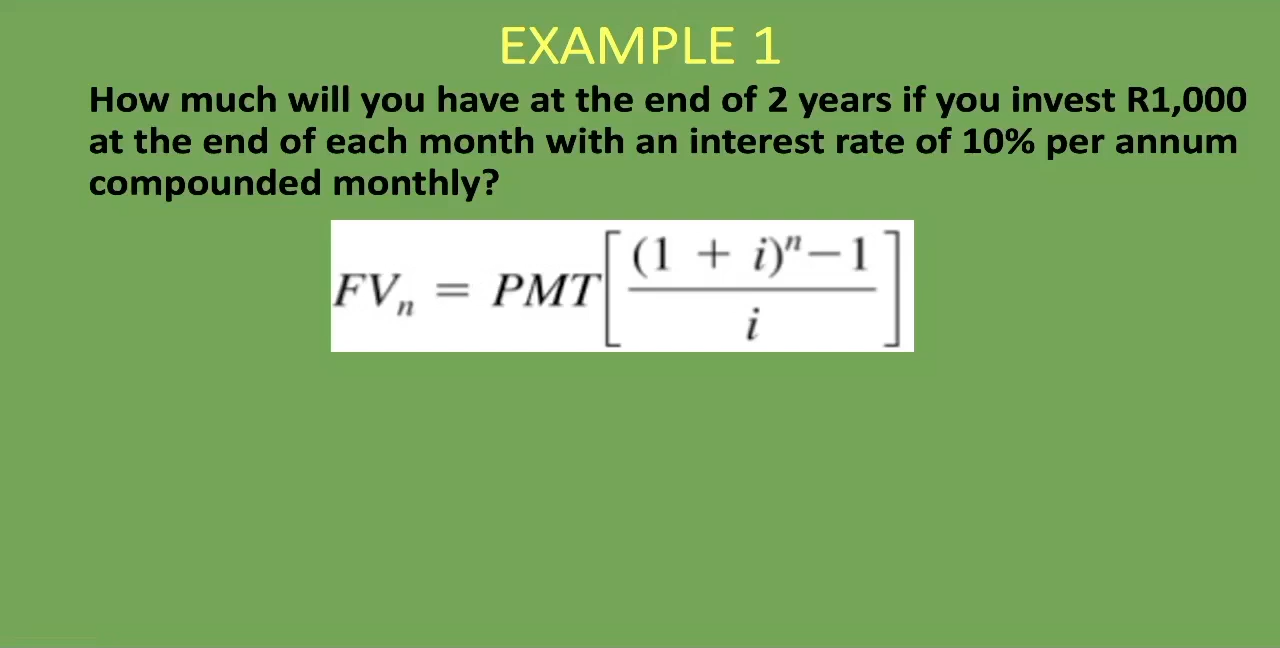 EXAMPLE 1
How much will you have at the end of 2 years if you invest R1,000
at the end of each month with an interest rate of 10% per annum
compounded monthly?
FVₙ = PMT[((1 + i)ⁿ − 1) / i]